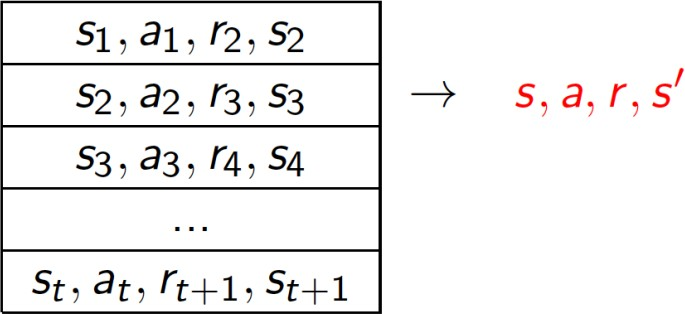 s₁, a₁, r₂, s₂
s₂, a₂, r₃, s₃ → s, a, r, s′
s₃, a₃, r₄, s₄
...
sₜ, aₜ, rₜ₊₁, sₜ₊₁